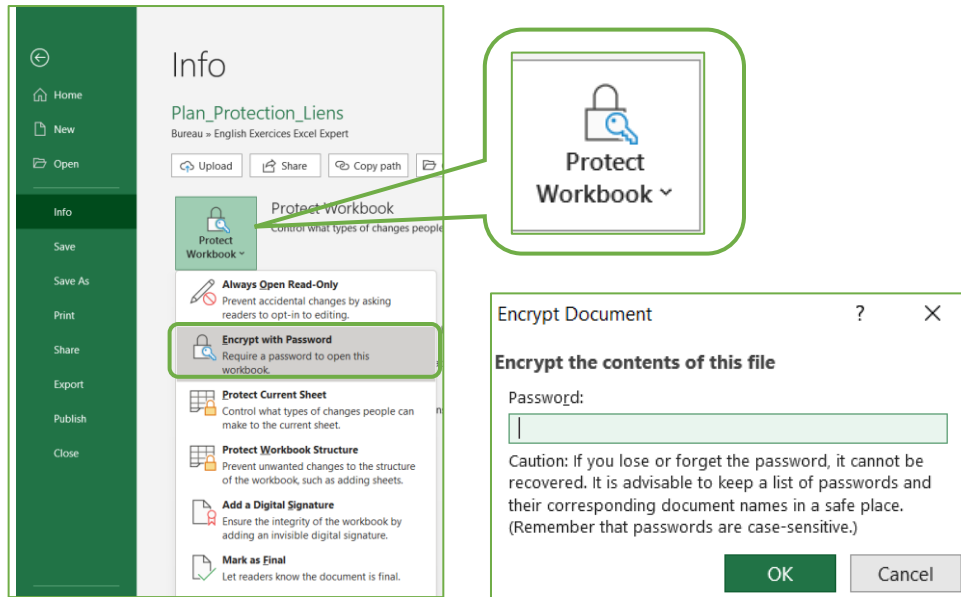 Home
New
Open
Info
Save
Save As
Print
Share
Export
Publish
Close
Info
Plan_Protection_Liens
Bureau » English Exercices Excel Expert
Upload
Share
Copy path
Protect
Workbook
Protect Workbook
Control what types of changes people
Always Open Read-Only
Prevent accidental changes by asking
readers to opt-in to editing.
Encrypt with Password
Require a password to open this
workbook.
Protect Current Sheet
Control what types of changes people can
make to the current sheet.
Protect Workbook Structure
Prevent unwanted changes to the structure
of the workbook, such as adding sheets.
Add a Digital Signature
Ensure the integrity of the workbook by
adding an invisible digital signature.
Mark as Final
Let readers know the document is final.
Protect
Workbook
Encrypt Document
?
Encrypt the contents of this file
Password:
Caution: If you lose or forget the password, it cannot be
recovered. It is advisable to keep a list of passwords and
their corresponding document names in a safe place.
(Remember that passwords are case-sensitive.)
OK
Cancel